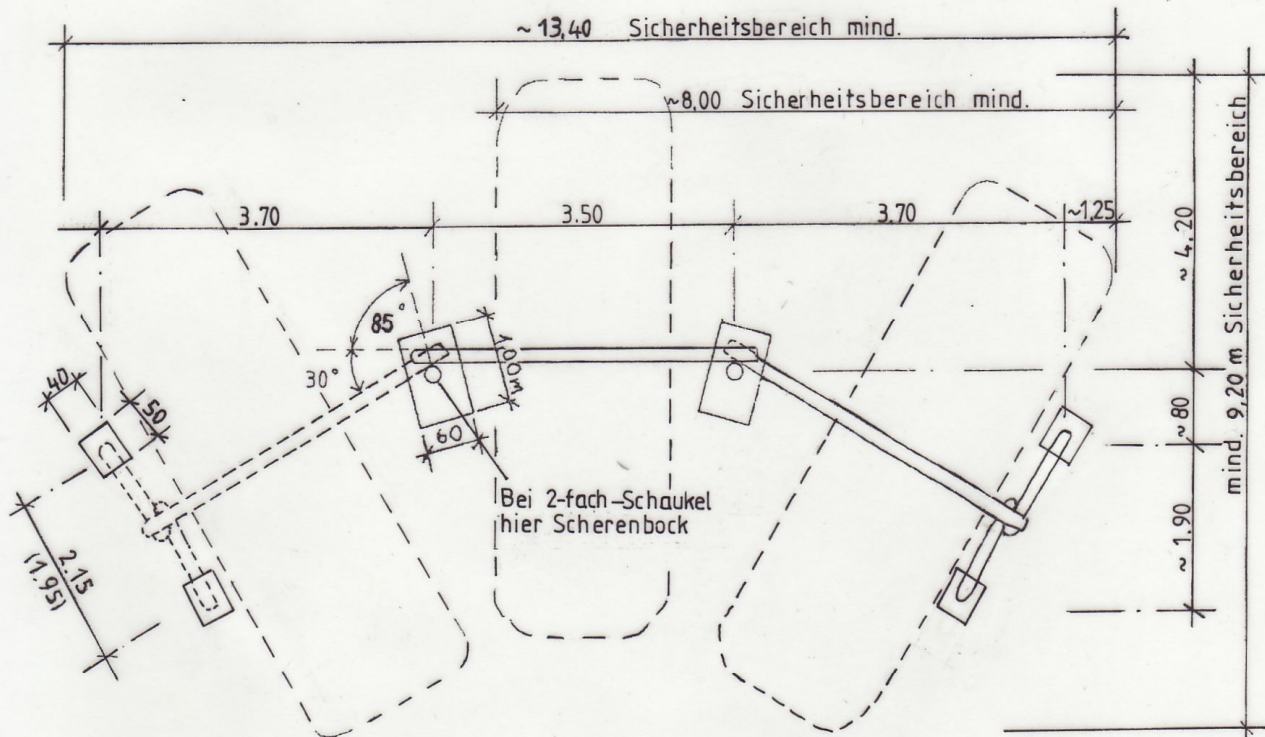 ~ 13,40 Sicherheitsbereich mind.
~8,00 Sicherheitsbereich mind.
3.70
3.50
3.70
~1,25
~ 4,20
mind. 9,20 m Sicherheitsbereich
85°
30°
1,00m
60
40
50
~ 80
~ 1.90
Bei 2-fach-Schaukel
hier Scherenbock
2.15
(1.95)